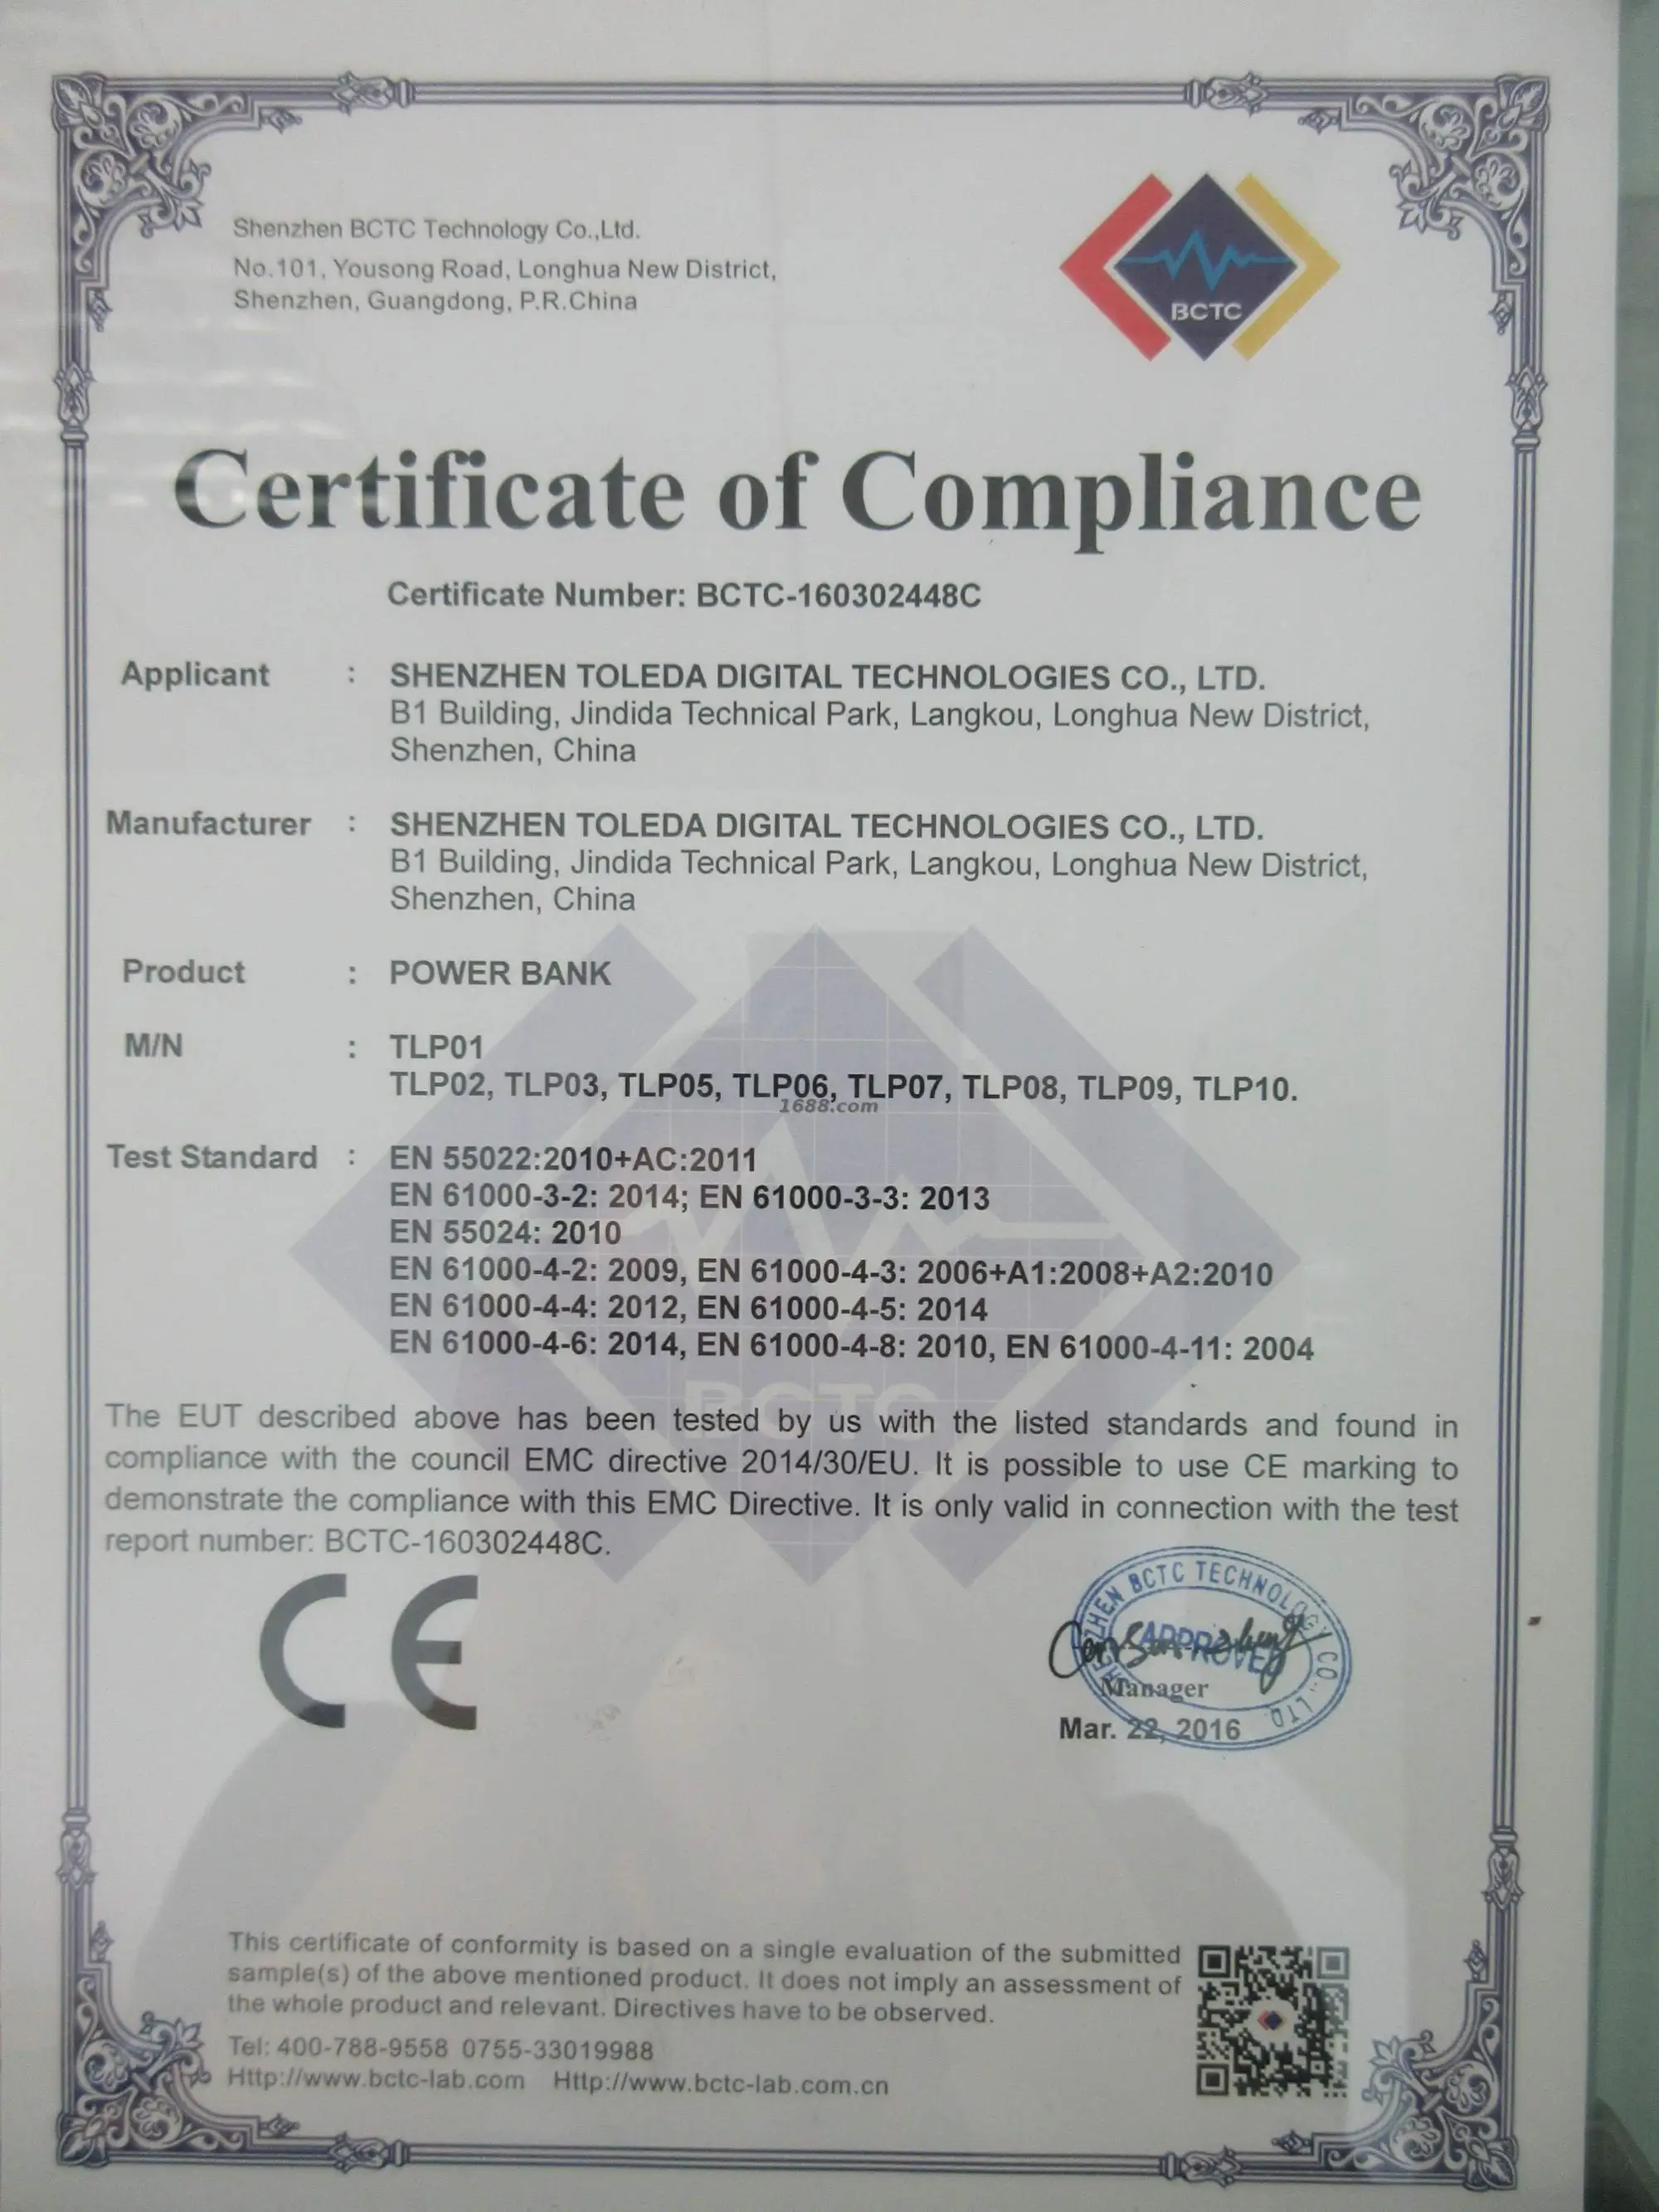 Shenzhen BCTC Technology Co.,Ltd.
No.101, Yousong Road, Longhua New District,
Shenzhen, Guangdong, P.R.China
BCTC
Certificate of Compliance
Certificate Number: BCTC-160302448C
Applicant : SHENZHEN TOLEDA DIGITAL TECHNOLOGIES CO., LTD.
B1 Building, Jindida Technical Park, Langkou, Longhua New District,
Shenzhen, China
Manufacturer : SHENZHEN TOLEDA DIGITAL TECHNOLOGIES CO., LTD.
B1 Building, Jindida Technical Park, Langkou, Longhua New District,
Shenzhen, China
Product : POWER BANK
M/N : TLP01
TLP02, TLP03, TLP05, TLP06, TLP07, TLP08, TLP09, TLP10.
1688.com
Test Standard : EN 55022:2010+AC:2011
EN 61000-3-2: 2014; EN 61000-3-3: 2013
EN 55024: 2010
EN 61000-4-2: 2009, EN 61000-4-3: 2006+A1:2008+A2:2010
EN 61000-4-4: 2012, EN 61000-4-5: 2014
EN 61000-4-6: 2014, EN 61000-4-8: 2010, EN 61000-4-11: 2004
BCTC
The EUT described above has been tested by us with the listed standards and found in
compliance with the council EMC directive 2014/30/EU. It is possible to use CE marking to
demonstrate the compliance with this EMC Directive. It is only valid in connection with the test
report number: BCTC-160302448C.
CE
SHENZHEN BCTC TECHNOLOGY CO., LTD.
APPROVED
Manager
Mar. 22, 2016
This certificate of conformity is based on a single evaluation of the submitted
sample(s) of the above mentioned product. It does not imply an assessment of
the whole product and relevant. Directives have to be observed.
Tel: 400-788-9558 0755-33019988
Http://www.bctc-lab.com Http://www.bctc-lab.com.cn